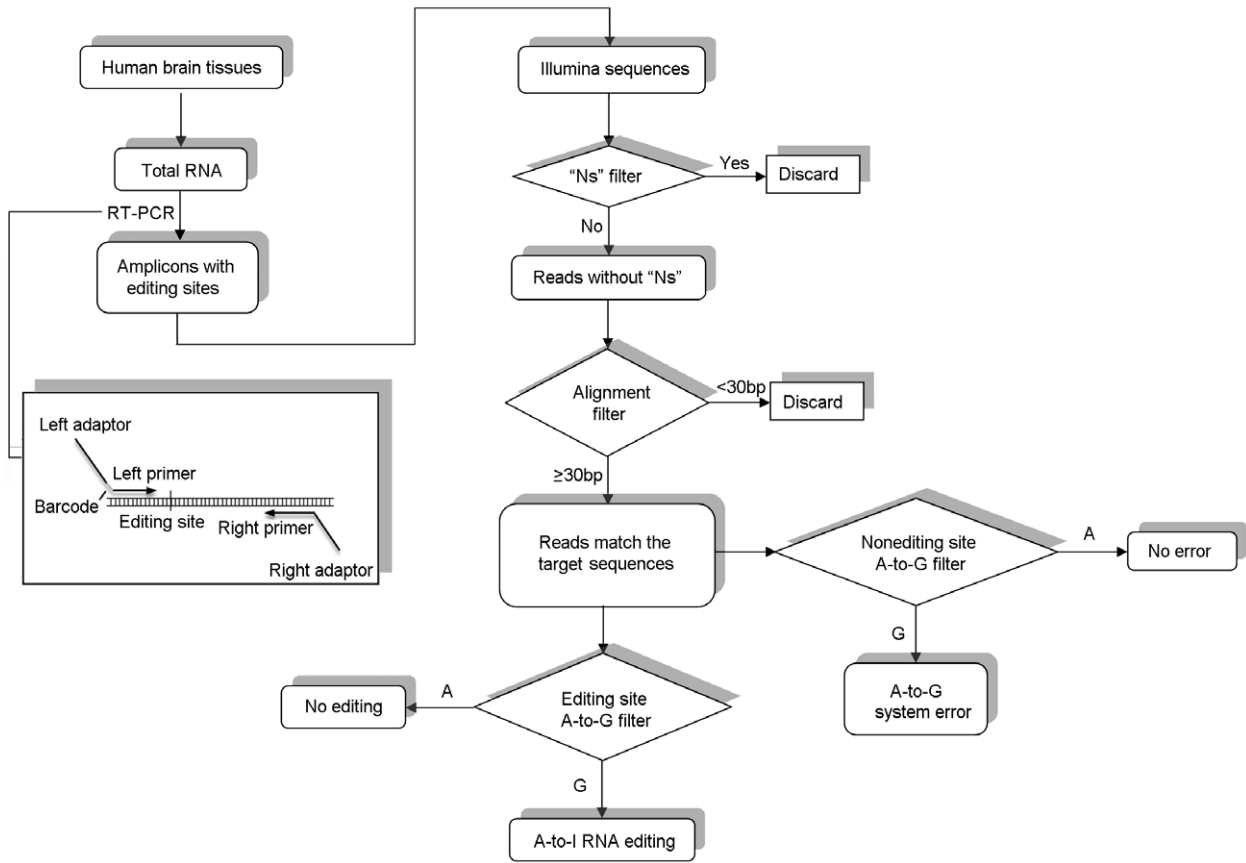 Human brain tissues
Total RNA
RT-PCR
Amplicons with
editing sites
Left adaptor
Left primer
Barcode
Editing site
Right primer
Right adaptor
Illumina sequences
“Ns” filter
Yes
Discard
No
Reads without “Ns”
Alignment
filter
<30bp
Discard
≥30bp
Reads match the
target sequences
Nonediting site
A-to-G filter
A
No error
G
A-to-G
system error
Editing site
A-to-G filter
A
No editing
G
A-to-I RNA editing